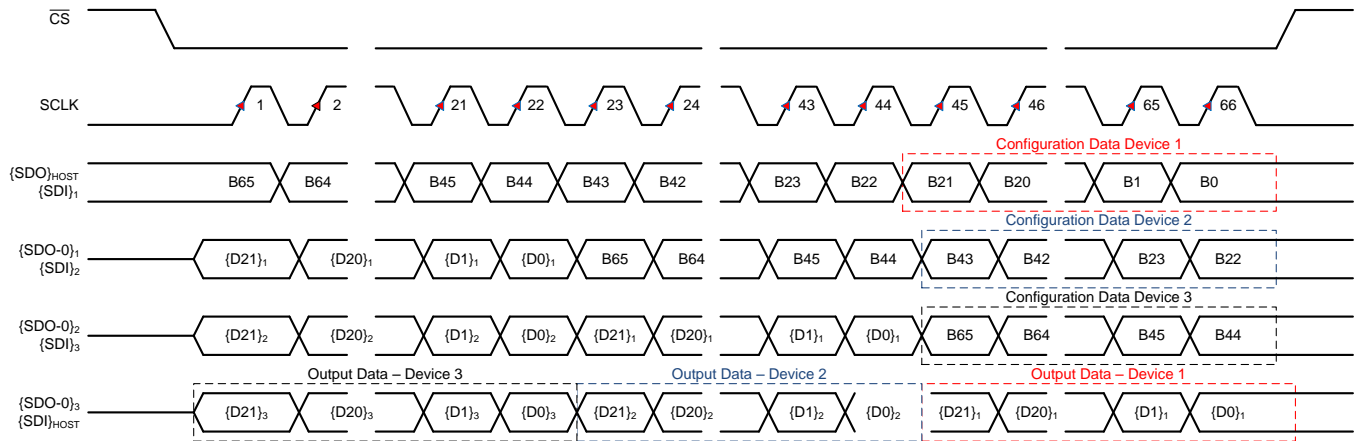 CS
SCLK 1 2 21 22 23 24 43 44 45 46 65 66
Configuration Data Device 1
{SDO}HOST
{SDI}1
B65 B64 B45 B44 B43 B42 B23 B22 B21 B20 B1 B0
Configuration Data Device 2
{SDO-0}1
{SDI}2
{D21}1 {D20}1 {D1}1 {D0}1 B65 B64 B45 B44 B43 B42 B23 B22
Configuration Data Device 3
{SDO-0}2
{SDI}3
{D21}2 {D20}2 {D1}2 {D0}2 {D21}1 {D20}1 {D1}1 {D0}1 B65 B64 B45 B44
Output Data – Device 3 Output Data – Device 2 Output Data – Device 1
{SDO-0}3
{SDI}HOST
{D21}3 {D20}3 {D1}3 {D0}3 {D21}2 {D20}2 {D1}2 {D0}2 {D21}1 {D20}1 {D1}1 {D0}1